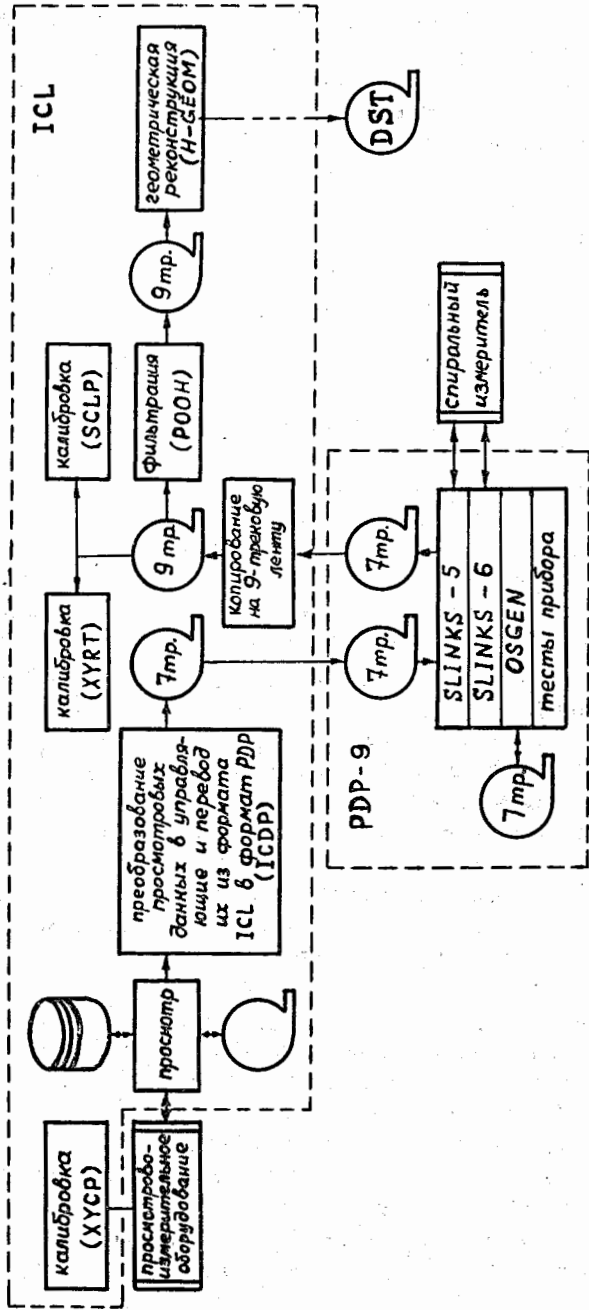 ICL
калибровка
(XYCP)
просмотрово-
измерительное
оборудование
просмотр
преобразование
просмотровых
данных в управля-
ющие и перевод
их из формата
ICL в формат PDP
(ICDP)
7тр.
калибровка
(XYRT)
калибровка
(SCLP)
9тр.
фильтрация
(POOH)
9тр.
геометрическая
реконструкция
(H-GEOM)
копирование
на 9-трековую
ленту
DST
PDP-9
7тр.
7тр.
7тр.
SLINKS-5
SLINKS-6
OSGEN
тесты прибора
спиральный
измеритель